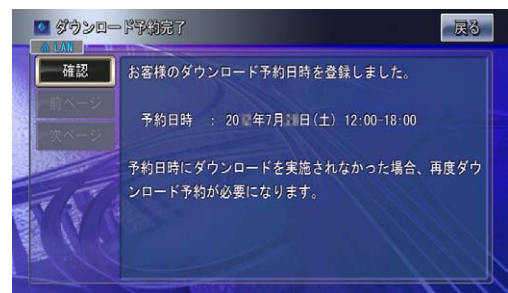 ダウンロード予約完了
戻る
LAN
確認
前ページ
次ページ
お客様のダウンロード予約日時を登録しました。
予約日時 : 20 年7月 日(土) 12:00-18:00
予約日時にダウンロードを実施されなかった場合、再度ダウ
ンロード予約が必要になります。